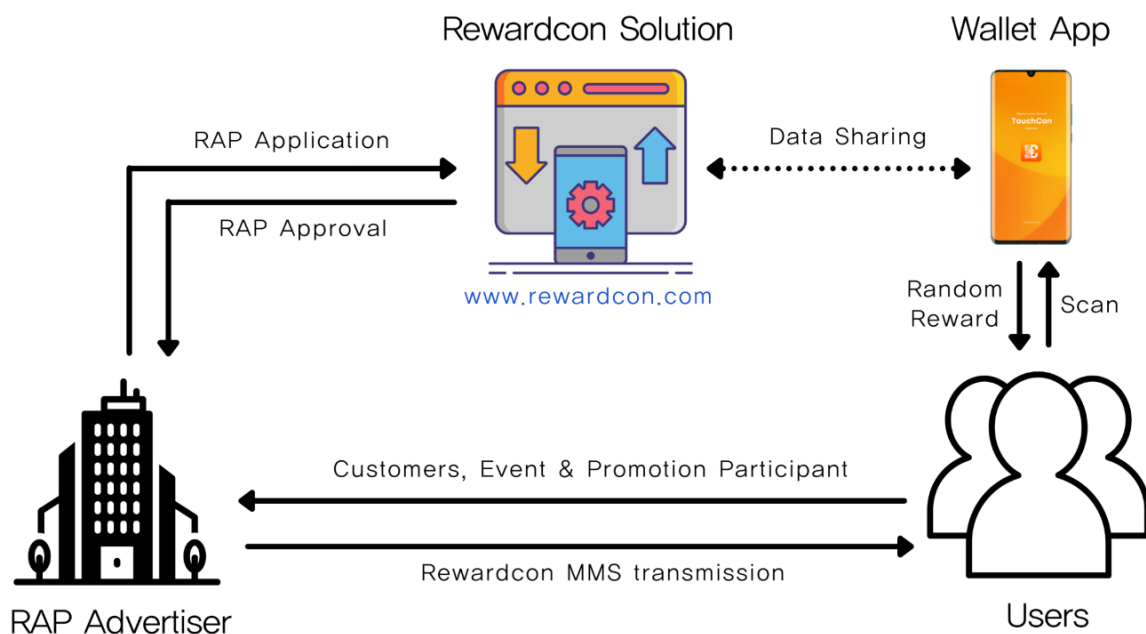 Rewardcon Solution
Wallet App
TouchCon
RAP Application
Data Sharing
RAP Approval
www.rewardcon.com
Random
Reward
Scan
Customers, Event & Promotion Participant
Rewardcon MMS transmission
RAP Advertiser
Users